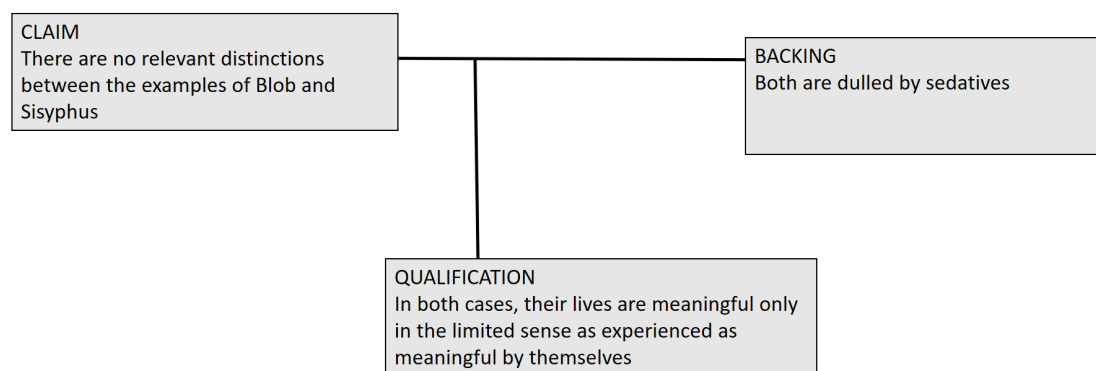 CLAIM
There are no relevant distinctions
between the examples of Blob and
Sisyphus
BACKING
Both are dulled by sedatives
QUALIFICATION
In both cases, their lives are meaningful only
in the limited sense as experienced as
meaningful by themselves